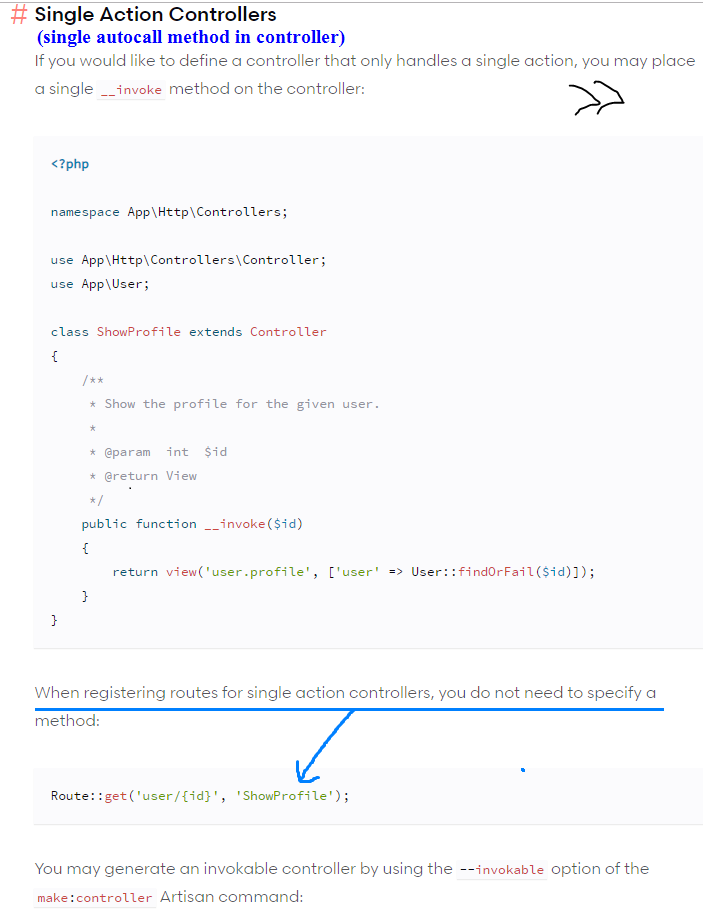 # Single Action Controllers
(single autocall method in controller)
If you would like to define a controller that only handles a single action, you may place
a single __invoke method on the controller:
<?php
namespace App\Http\Controllers;
use App\Http\Controllers\Controller;
use App\User;
class ShowProfile extends Controller
{
    /**
     * Show the profile for the given user.
     *
     * @param  int  $id
     * @return View
     */
    public function __invoke($id)
    {
        return view('user.profile', ['user' => User::findOrFail($id)]);
    }
}
When registering routes for single action controllers, you do not need to specify a
method:
Route::get('user/{id}', 'ShowProfile');
You may generate an invokable controller by using the --invokable option of the
make:controller Artisan command: